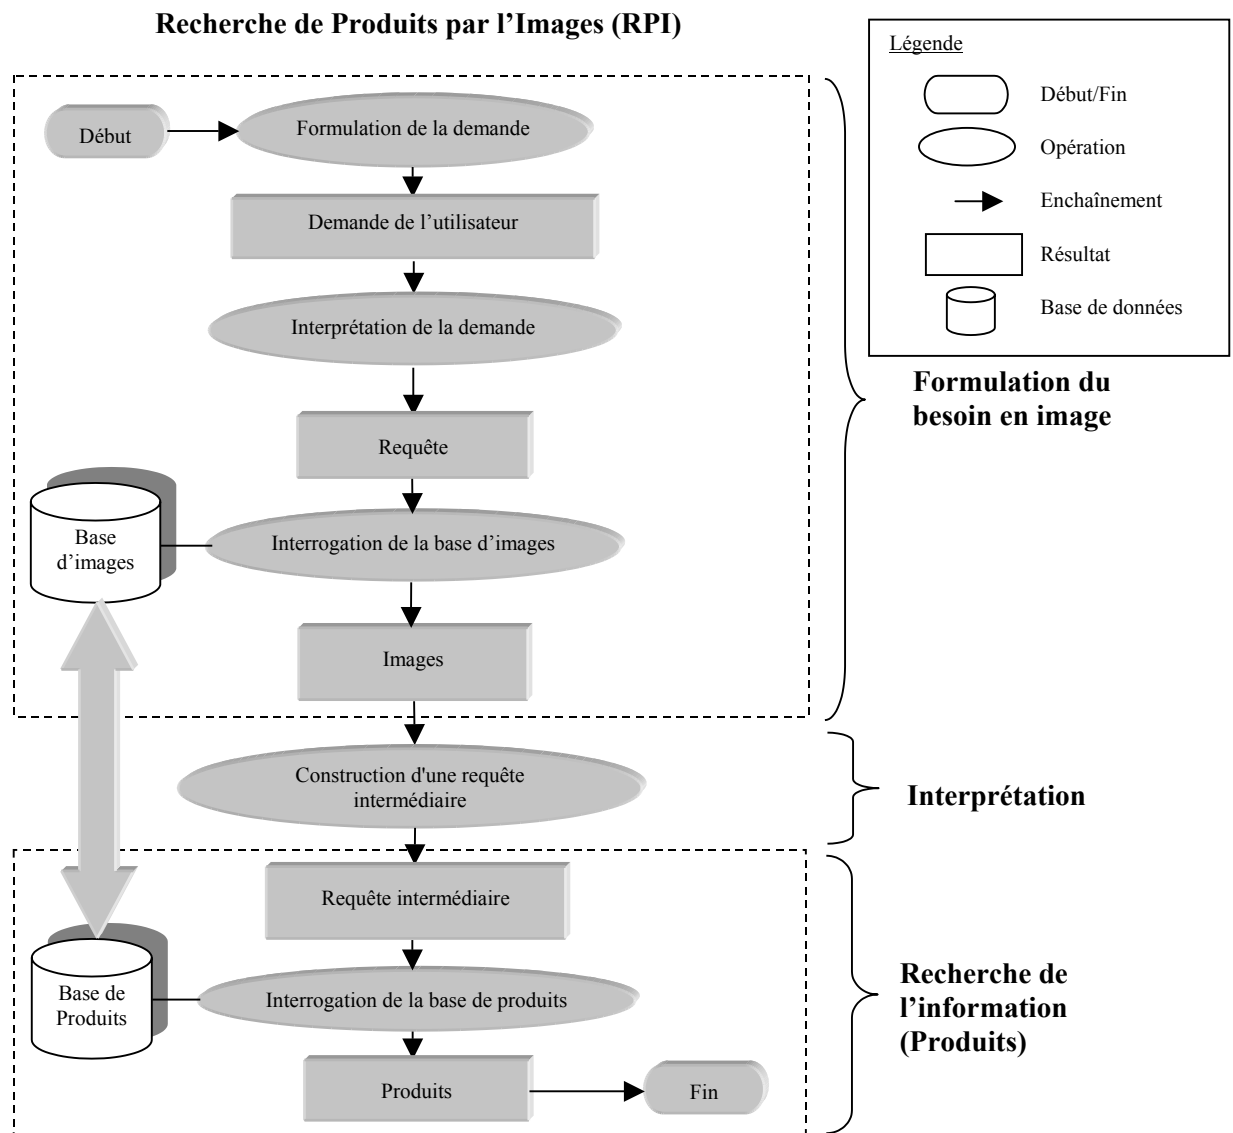 Recherche de Produits par l’Images (RPI)
Légende
Début/Fin
Opération
Enchaînement
Résultat
Base de données
Début
Formulation de la demande
Demande de l’utilisateur
Interprétation de la demande
Requête
Base
d’images
Interrogation de la base d’images
Images
Formulation du
besoin en image
Construction d'une requête
intermédiaire
Interprétation
Requête intermédiaire
Base de
Produits
Interrogation de la base de produits
Produits
Fin
Recherche de
l’information
(Produits)